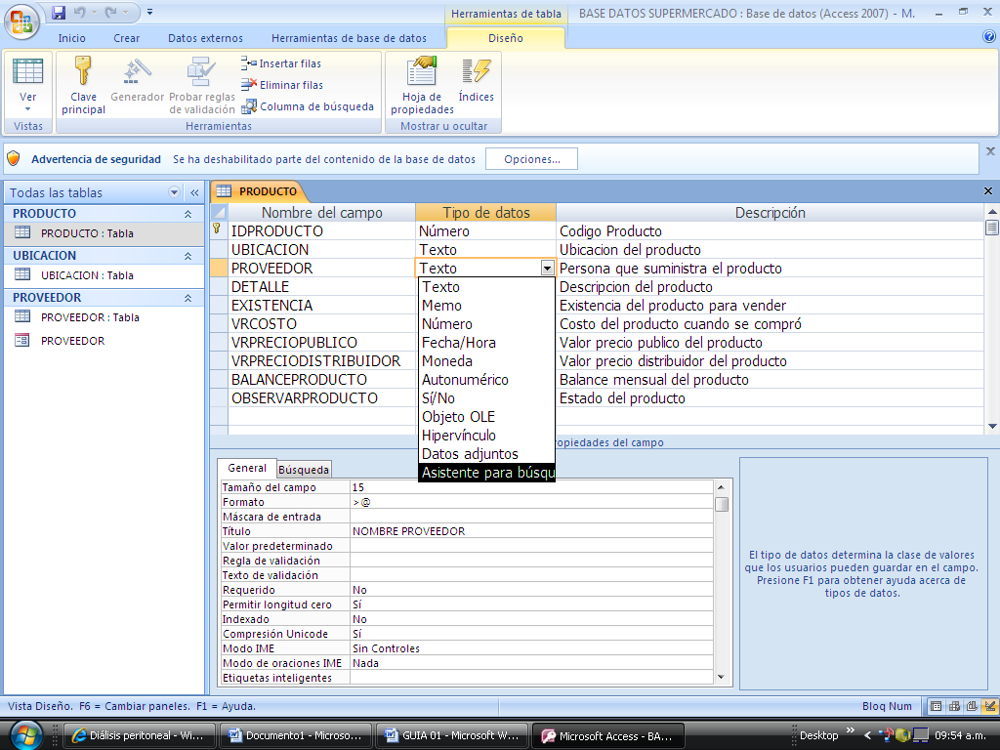 Herramientas de tabla BASE DATOS SUPERMERCADO : Base de datos (Access 2007) - M.
Inicio Crear Datos externos Herramientas de base de datos Diseño
Ver
Clave principal
Generador
Probar reglas de validación
Insertar filas
Eliminar filas
Columna de búsqueda
Hoja de propiedades
Índices
Vistas Herramientas Mostrar u ocultar
Advertencia de seguridad Se ha deshabilitado parte del contenido de la base de datos Opciones...
Todas las tablas «
PRODUCTO
PRODUCTO : Tabla
UBICACION
UBICACION : Tabla
PROVEEDOR
PROVEEDOR : Tabla
PROVEEDOR
PRODUCTO
Nombre del campo Tipo de datos Descripción
IDPRODUCTO Número Codigo Producto
UBICACION Texto Ubicacion del producto
PROVEEDOR Texto Persona que suministra el producto
DETALLE Texto Descripcion del producto
EXISTENCIA Memo Existencia del producto para vender
VRCOSTO Número Costo del producto cuando se compró
VRPRECIOPUBLICO Fecha/Hora Valor precio publico del producto
VRPRECIODISTRIBUIDOR Moneda Valor precio distribuidor del producto
BALANCEPRODUCTO Autonumérico Balance mensual del producto
OBSERVARPRODUCTO Sí/No Estado del producto
Objeto OLE
Hipervínculo
ropiedades del campo
Datos adjuntos
Asistente para búsqu
General Búsqueda
Tamaño del campo 15
Formato >@
Máscara de entrada
Título NOMBRE PROVEEDOR
Valor predeterminado
Regla de validación
Texto de validación
Requerido No
Permitir longitud cero Sí
Indexado No
Compresión Unicode Sí
Modo IME Sin Controles
Modo de oraciones IME Nada
Etiquetas inteligentes
El tipo de datos determina la clase de valores
que los usuarios pueden guardar en el campo.
Presione F1 para obtener ayuda acerca de
tipos de datos.
Vista Diseño. F6 = Cambiar paneles. F1 = Ayuda. Bloq Num
Diálisis peritoneal - Wi... Documento1 - Microso... GUIA 01 - Microsoft W... Microsoft Access - BA... Desktop » 09:54 a.m.